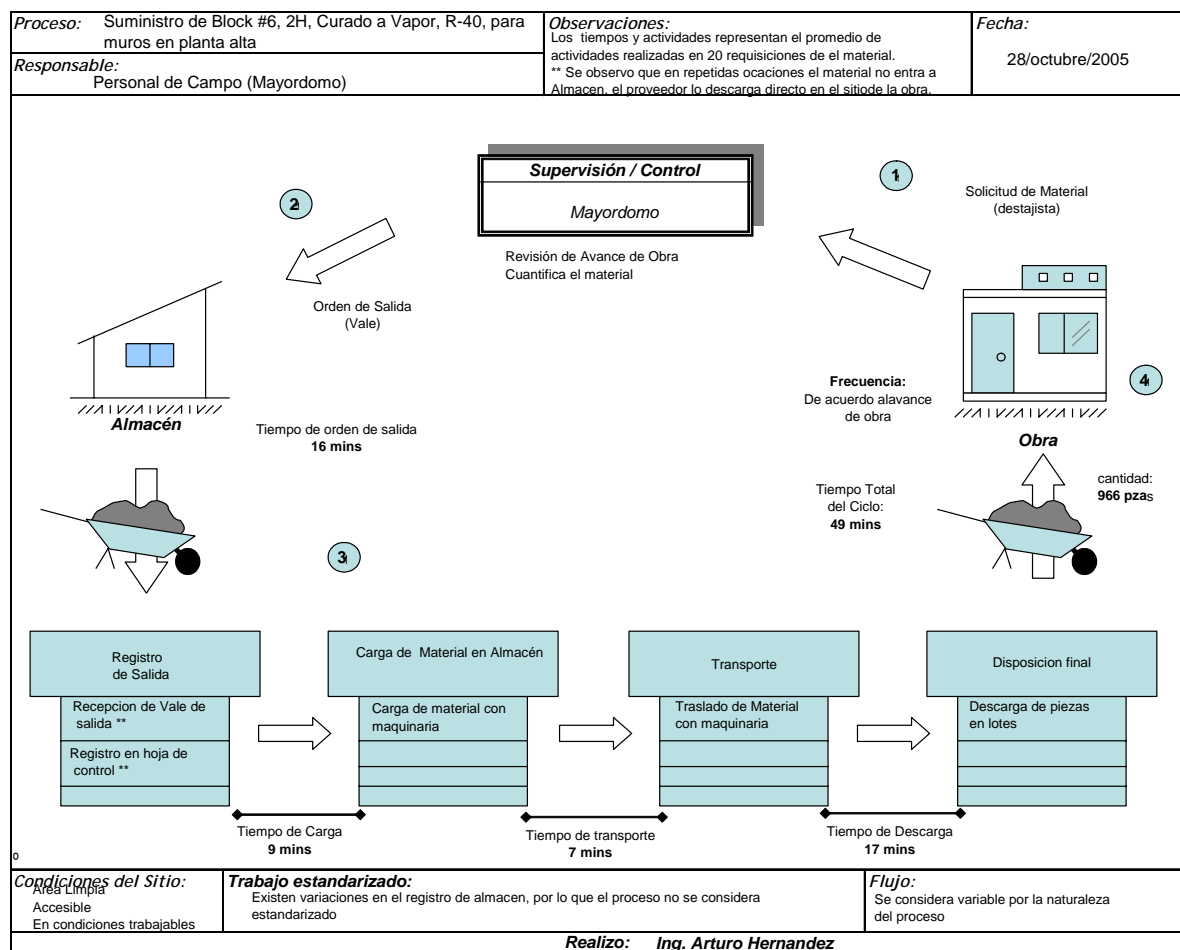 Proceso: Suministro de Block #6, 2H, Curado a Vapor, R-40, para
muros en planta alta
Responsable:
Personal de Campo (Mayordomo)
Observaciones:
Los tiempos y actividades representan el promedio de
actividades realizadas en 20 requisiciones de el material.
** Se observo que en repetidas ocaciones el material no entra a
Almacen, el proveedor lo descarga directo en el sitiode la obra.
Fecha:
28/octubre/2005
Supervisión / Control
Mayordomo
Revisión de Avance de Obra
Cuantifica el material
1
Solicitud de Material
(destajista)
2
Orden de Salida
(Vale)
Almacén
Tiempo de orden de salida
16 mins
Frecuencia:
De acuerdo alavance
de obra
4
Obra
Tiempo Total
del Ciclo:
49 mins
cantidad:
966 pzas
3
Registro
de Salida
Recepcion de Vale de
salida **
Registro en hoja de
control **
Carga de Material en Almacén
Carga de material con
maquinaria
Transporte
Traslado de Material
con maquinaria
Disposicion final
Descarga de piezas
en lotes
Tiempo de Carga
9 mins
Tiempo de transporte
7 mins
Tiempo de Descarga
17 mins
o
Condiciones del Sitio:
Area Limpia
Accesible
En condiciones trabajables
Trabajo estandarizado:
Existen variaciones en el registro de almacen, por lo que el proceso no se considera
estandarizado
Flujo:
Se considera variable por la naturaleza
del proceso
Realizo: Ing. Arturo Hernandez